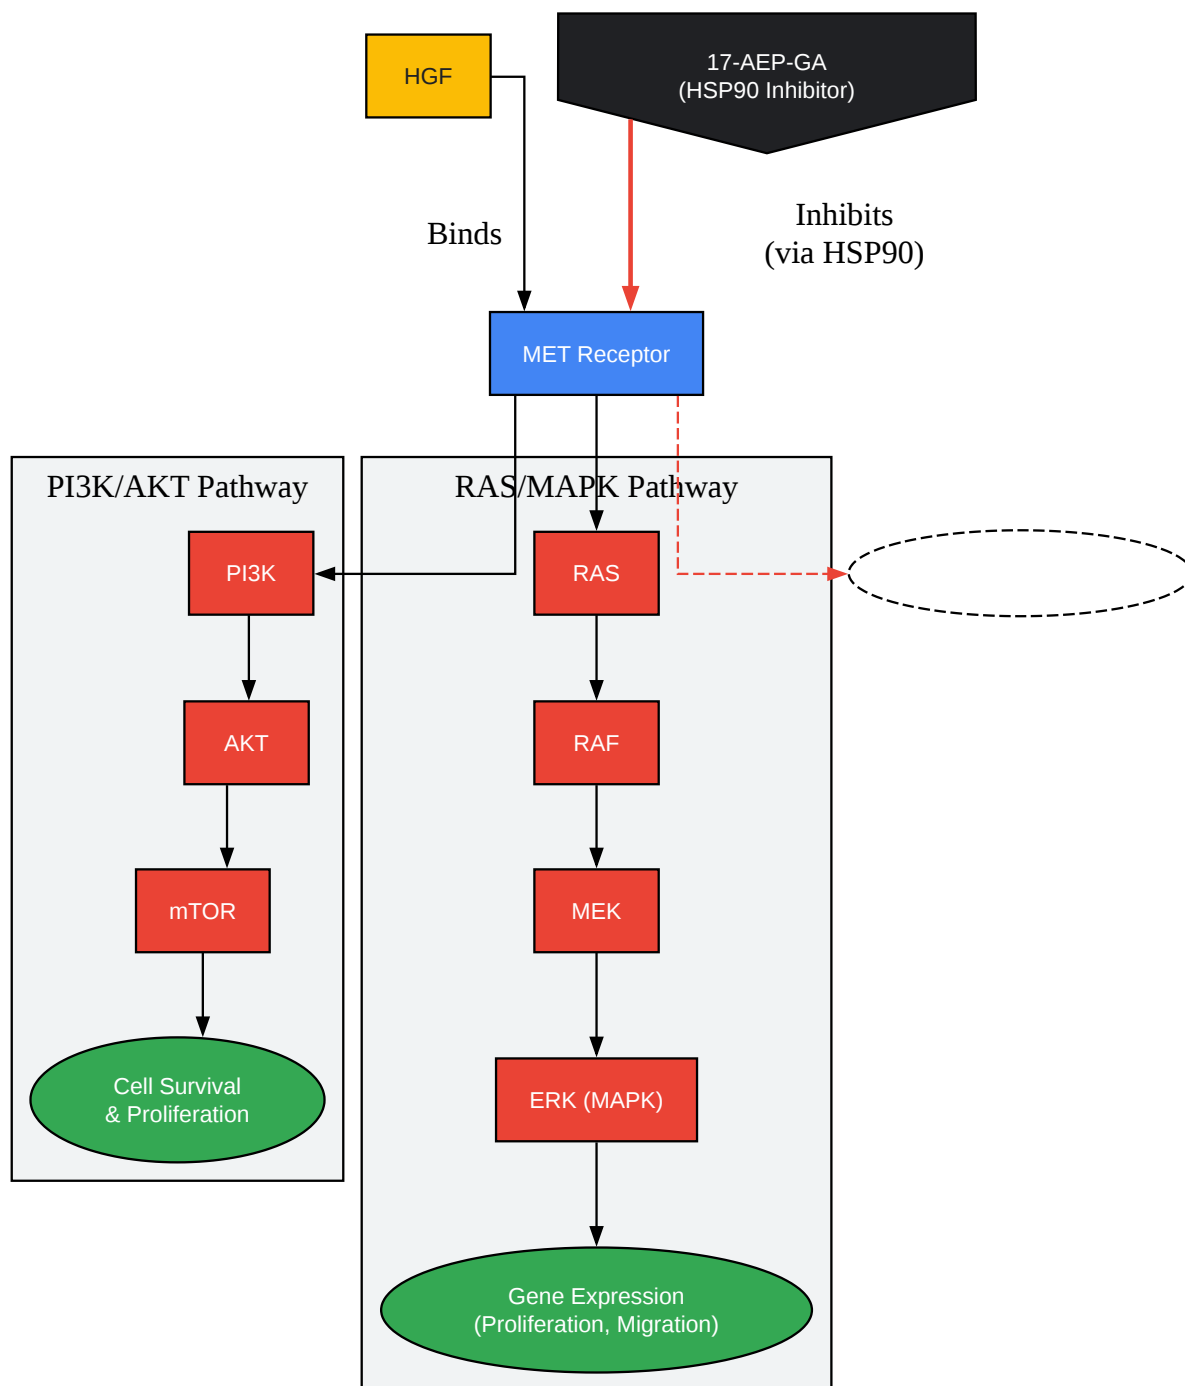 HGF
17-AEP-GA
(HSP90 Inhibitor)
Binds
Inhibits
(via HSP90)
MET Receptor
PI3K/AKT Pathway
RAS/MAPK Pathway
PI3K
RAS
AKT
RAF
mTOR
MEK
Cell Survival
& Proliferation
ERK (MAPK)
Gene Expression
(Proliferation, Migration)